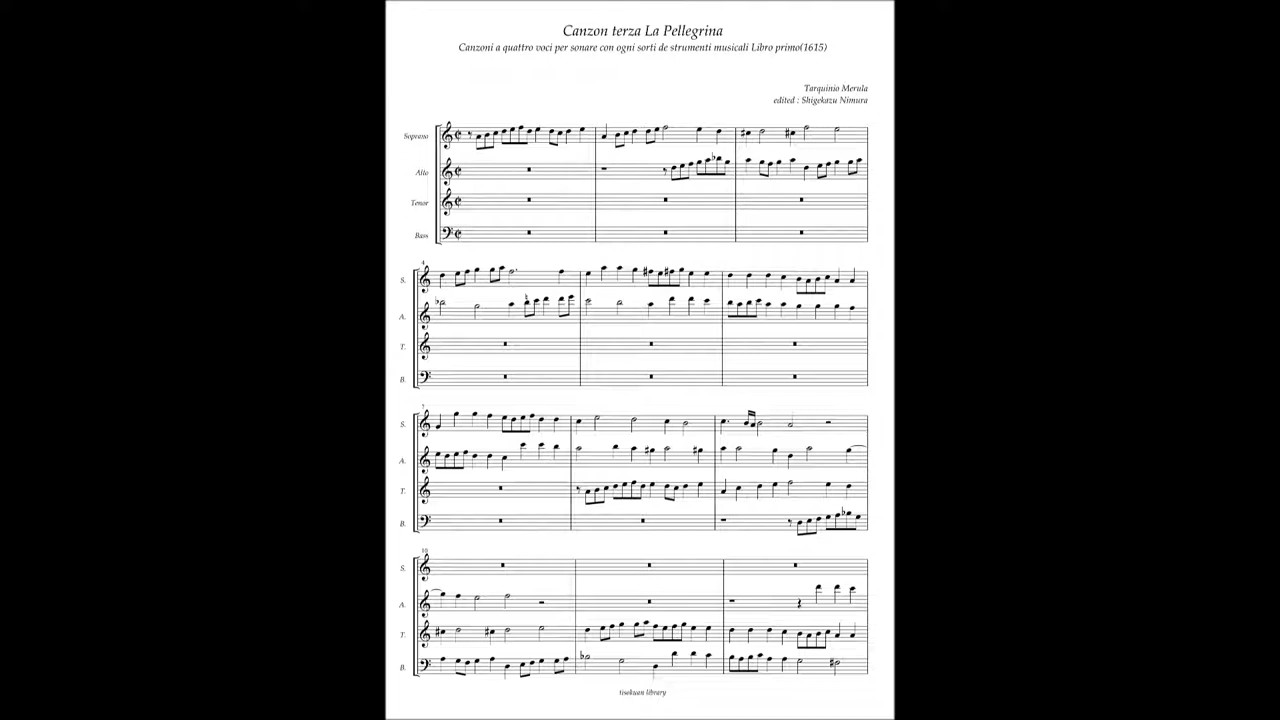 Canzon terza La Pellegrina
Canzoni a quattro voci per sonare con ogni sorti de strumenti musicali Libro primo(1615)
Tarquinio Merula
edited : Shigekazu Nimura
Soprano
Alto
Tenor
Bass
4
S.
A.
T.
B.
7
S.
A.
T.
B.
10
S.
A.
T.
B.
tisekuan library